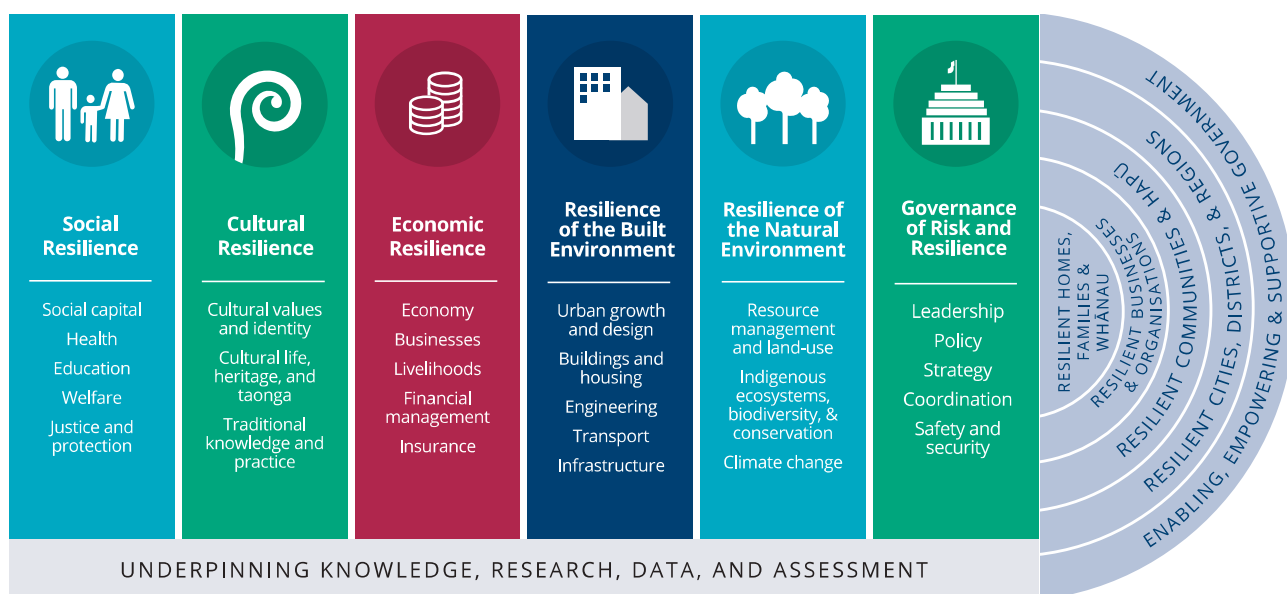 Social
Resilience
Social capital
Health
Education
Welfare
Justice and
protection
Cultural
Resilience
Cultural values
and identity
Cultural life,
heritage, and
taonga
Traditional
knowledge and
practice
Economic
Resilience
Economy
Businesses
Livelihoods
Financial
management
Insurance
Resilience
of the Built
Environment
Urban growth
and design
Buildings and
housing
Engineering
Transport
Infrastructure
Resilience of
the Natural
Environment
Resource
management
and land-use
Indigenous
ecosystems,
biodiversity, &
conservation
Climate change
Governance
of Risk and
Resilience
Leadership
Policy
Strategy
Coordination
Safety and
security
RESILIENT HOMES,
FAMILIES &
WHĀNAU
RESILIENT BUSINESSES
& ORGANISATIONS
RESILIENT COMMUNITIES & HAPŪ
RESILIENT CITIES, DISTRICTS, & REGIONS
ENABLING, EMPOWERING & SUPPORTIVE GOVERNMENT
UNDERPINNING KNOWLEDGE, RESEARCH, DATA, AND ASSESSMENT